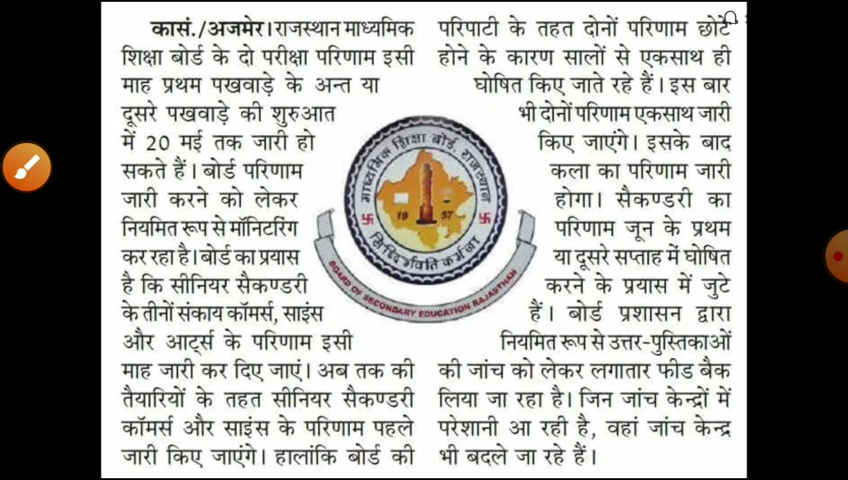 कासं./अजमेर। राजस्थान माध्यमिक
शिक्षा बोर्ड के दो परीक्षा परिणाम इसी
माह प्रथम पखवाड़े के अन्त या
दूसरे पखवाड़े की शुरुआत
में 20 मई तक जारी हो
सकते हैं। बोर्ड परिणाम
जारी करने को लेकर
नियमित रूप से मॉनिटरिंग
कर रहा है। बोर्ड का प्रयास
है कि सीनियर सैकण्डरी
के तीनों संकाय कॉमर्स, साइंस
और आर्ट्स के परिणाम इसी
माह जारी कर दिए जाएं। अब तक की
तैयारियों के तहत सीनियर सैकण्डरी
कॉमर्स और साइंस के परिणाम पहले
जारी किए जाएंगे। हालांकि बोर्ड की
परिपाटी के तहत दोनों परिणाम छोटे
होने के कारण सालों से एकसाथ ही
घोषित किए जाते रहे हैं। इस बार
भी दोनों परिणाम एकसाथ जारी
किए जाएंगे। इसके बाद
कला का परिणाम जारी
होगा। सैकण्डरी का
परिणाम जून के प्रथम
या दूसरे सप्ताह में घोषित
करने के प्रयास में जुटे
हैं। बोर्ड प्रशासन द्वारा
नियमित रूप से उत्तर-पुस्तिकाओं
की जांच को लेकर लगातार फीड बैक
लिया जा रहा है। जिन जांच केन्द्रों में
परेशानी आ रही है, वहां जांच केन्द्र
भी बदले जा रहे हैं।
माध्यमिक शिक्षा बोर्ड, राजस्थान
19 57
सिद्धिर्भवति कर्मजा
BOARD OF SECONDARY EDUCATION RAJASTHAN